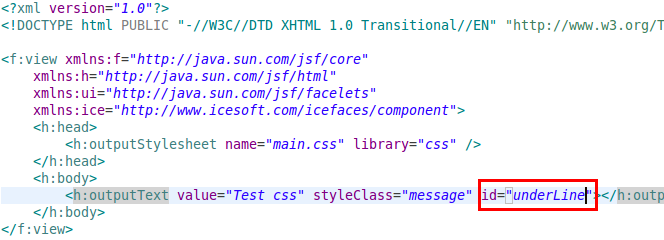 <?xml version="1.0"?>
<!DOCTYPE html PUBLIC "-//W3C//DTD XHTML 1.0 Transitional//EN" "http://www.w3.org/T
<f:view xmlns:f="http://java.sun.com/jsf/core"
xmlns:h="http://java.sun.com/jsf/html"
xmlns:ui="http://java.sun.com/jsf/facelets"
xmlns:ice="http://www.icesoft.com/icefaces/component">
<h:head>
<h:outputStylesheet name="main.css" library="css" />
</h:head>
<h:body>
<h:outputText value="Test css" styleClass="message" id="underLine"></h:outp
</h:body>
</f:view>